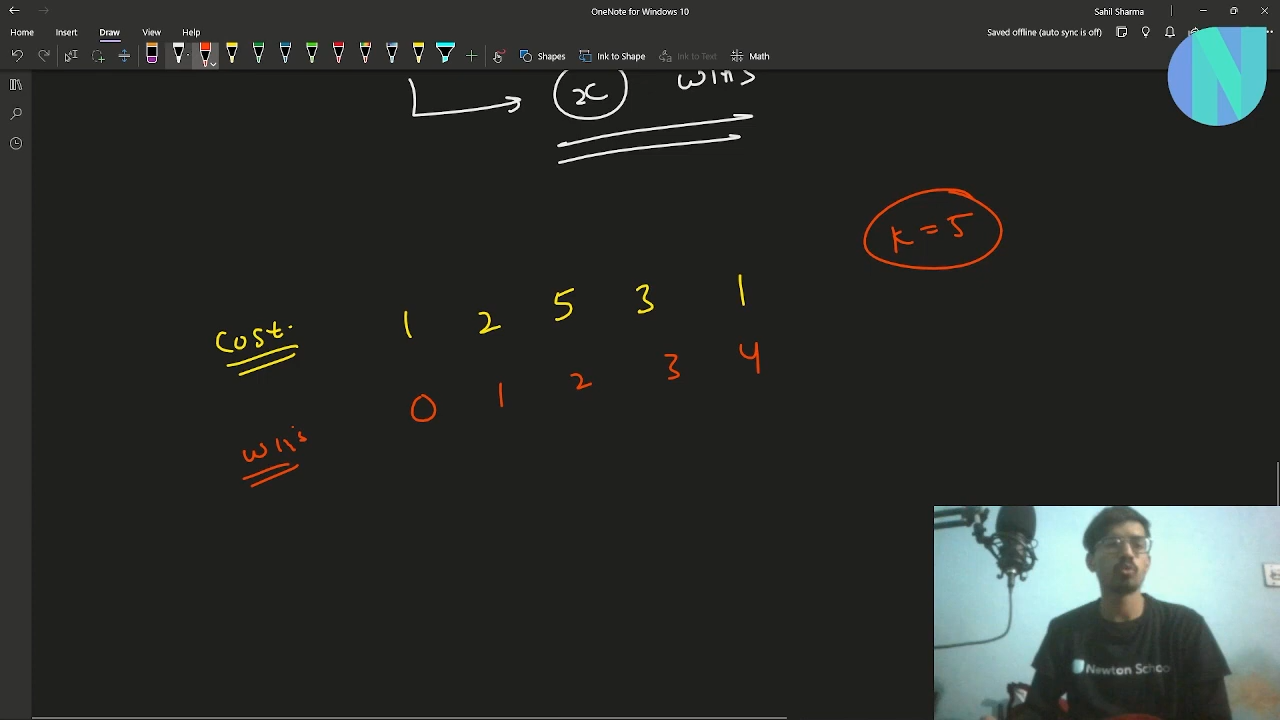 OneNote for Windows 10
Sahil Sharma
Home Insert Draw View Help
Saved offline (auto sync is off)
Shapes Ink to Shape Ink to Text Math
x wins
K = 5
Cost. 1 2 5 3 1
wins 0 1 2 3 4
Newton School